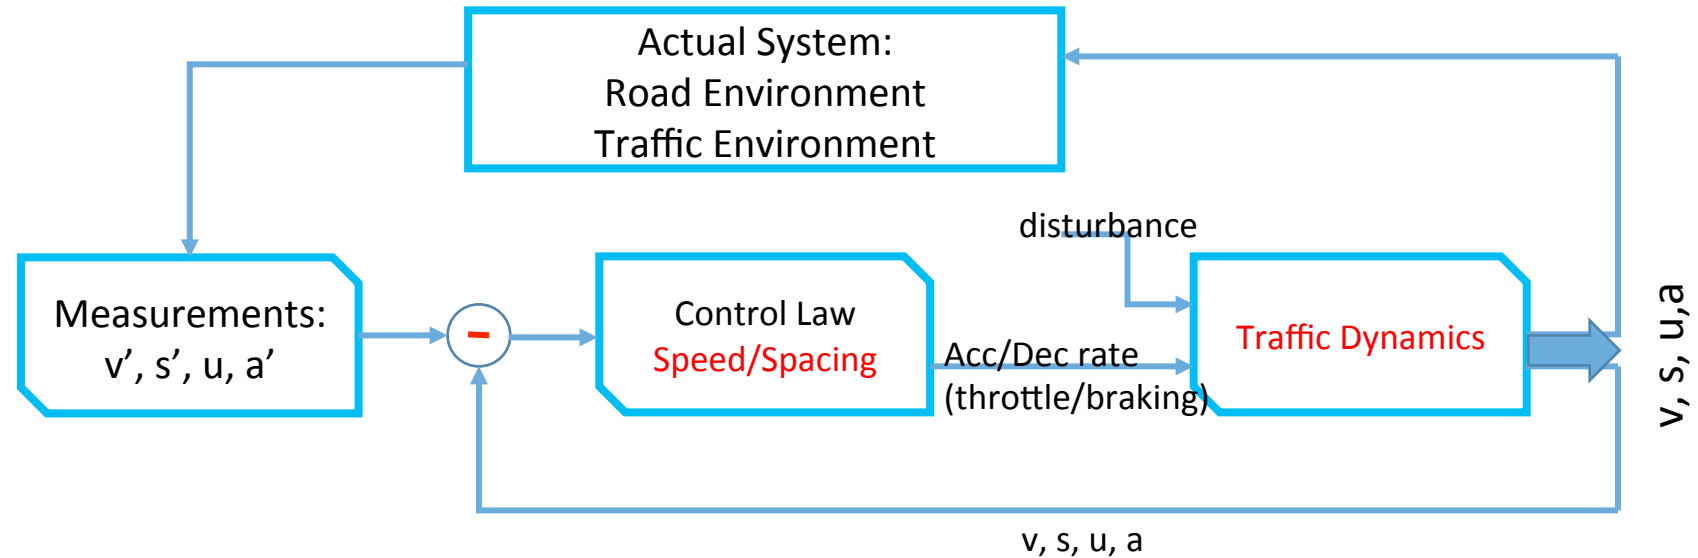 Actual System:
Road Environment
Traffic Environment
disturbance
Measurements:
v’, s’, u, a’
-
Control Law
Speed/Spacing
Acc/Dec rate
(throttle/braking)
Traffic Dynamics
v, s, u,a
v, s, u, a